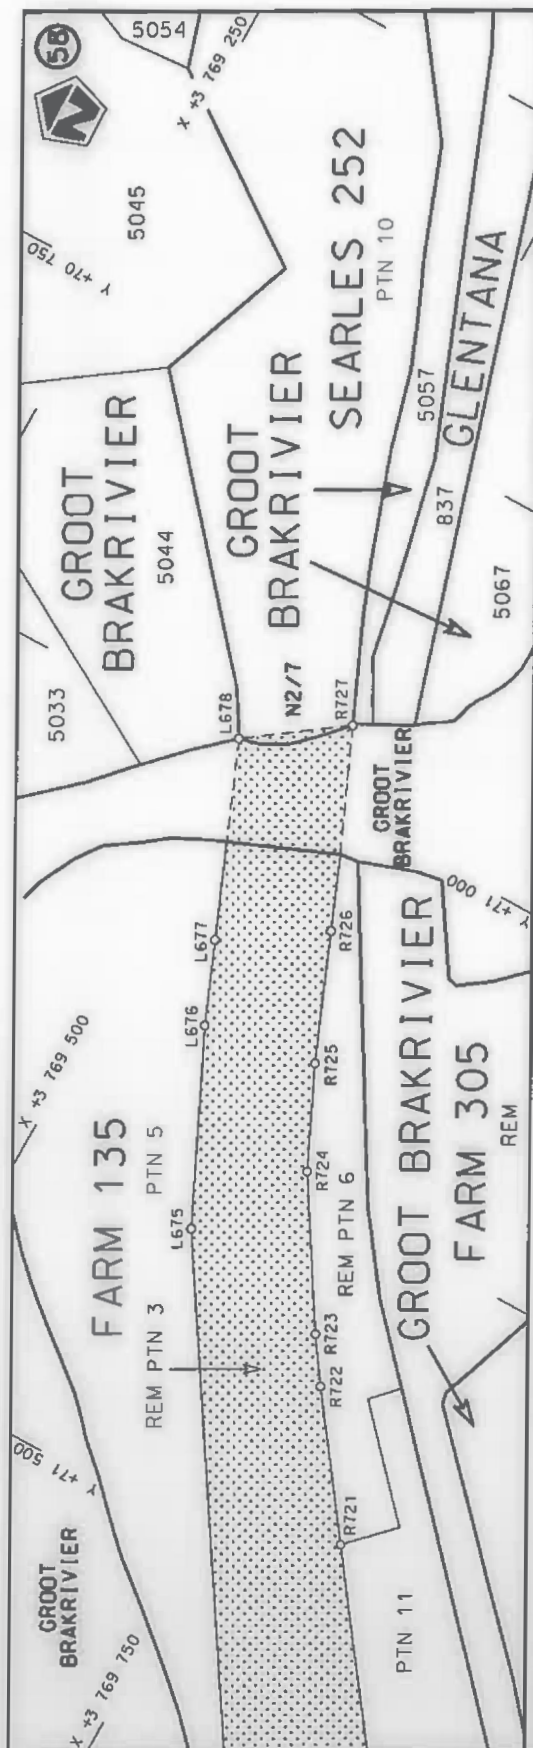 58
N
5054
X +3 769 250
5045
Y +70 750
SEARLES 252
PTN 10
GLENTANA
5057
837
GROOT
BRAKRIVIER
5044
GROOT
BRAKRIVIER
5067
5033
L678
N2/7
R727
GROOT
BRAKRIVIER
Y +71 000
L677
R726
L676
R725
X +3 769 500
FARM 135
PTN 5
R724
L675
REM PTN 6
GROOT BRAKRIVIER
FARM 305
REM
REM PTN 3
R723
R722
Y +71 500
R721
GROOT
BRAKRIVIER
PTN 11
X +3 769 750